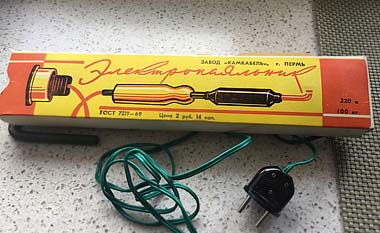 ЗАВОД «КАМКАБЕЛЬ», г. ПЕРМЬ
Электропаяльник
220 в
100 вт
ГОСТ 7219—69
Цена 2 руб. 14 коп.